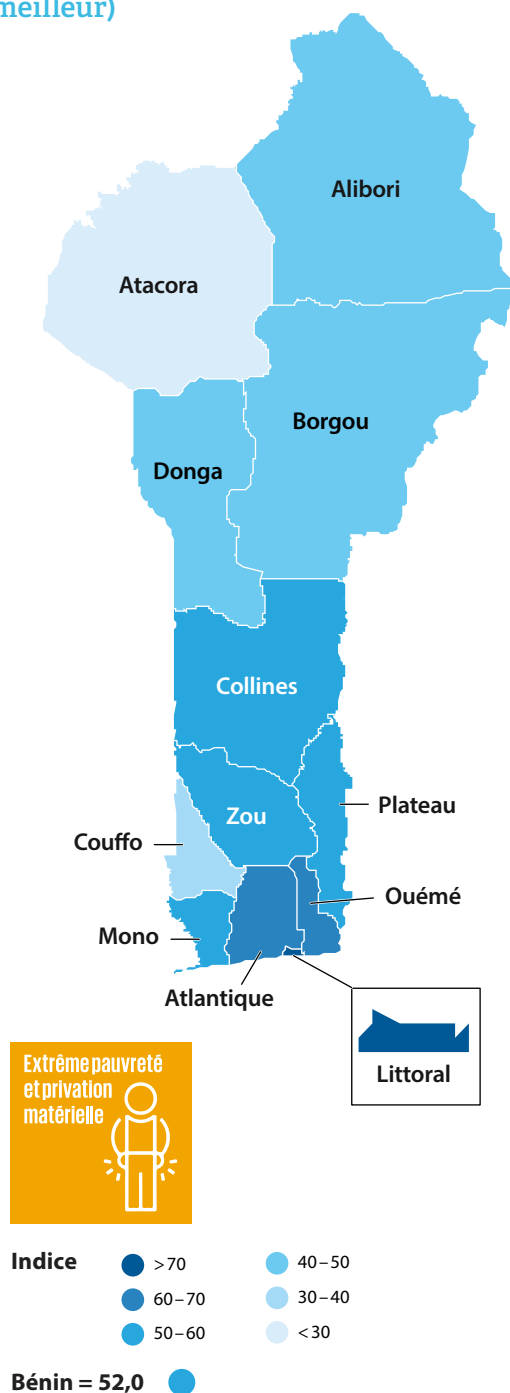 meilleur)
Alibori
Atacora
Borgou
Donga
Collines
Plateau
Zou
Couffo
Ouémé
Mono
Atlantique
Littoral
Extrême pauvreté
et privation
matérielle
Indice
>70
40–50
60–70
30–40
50–60
<30
Bénin = 52,0